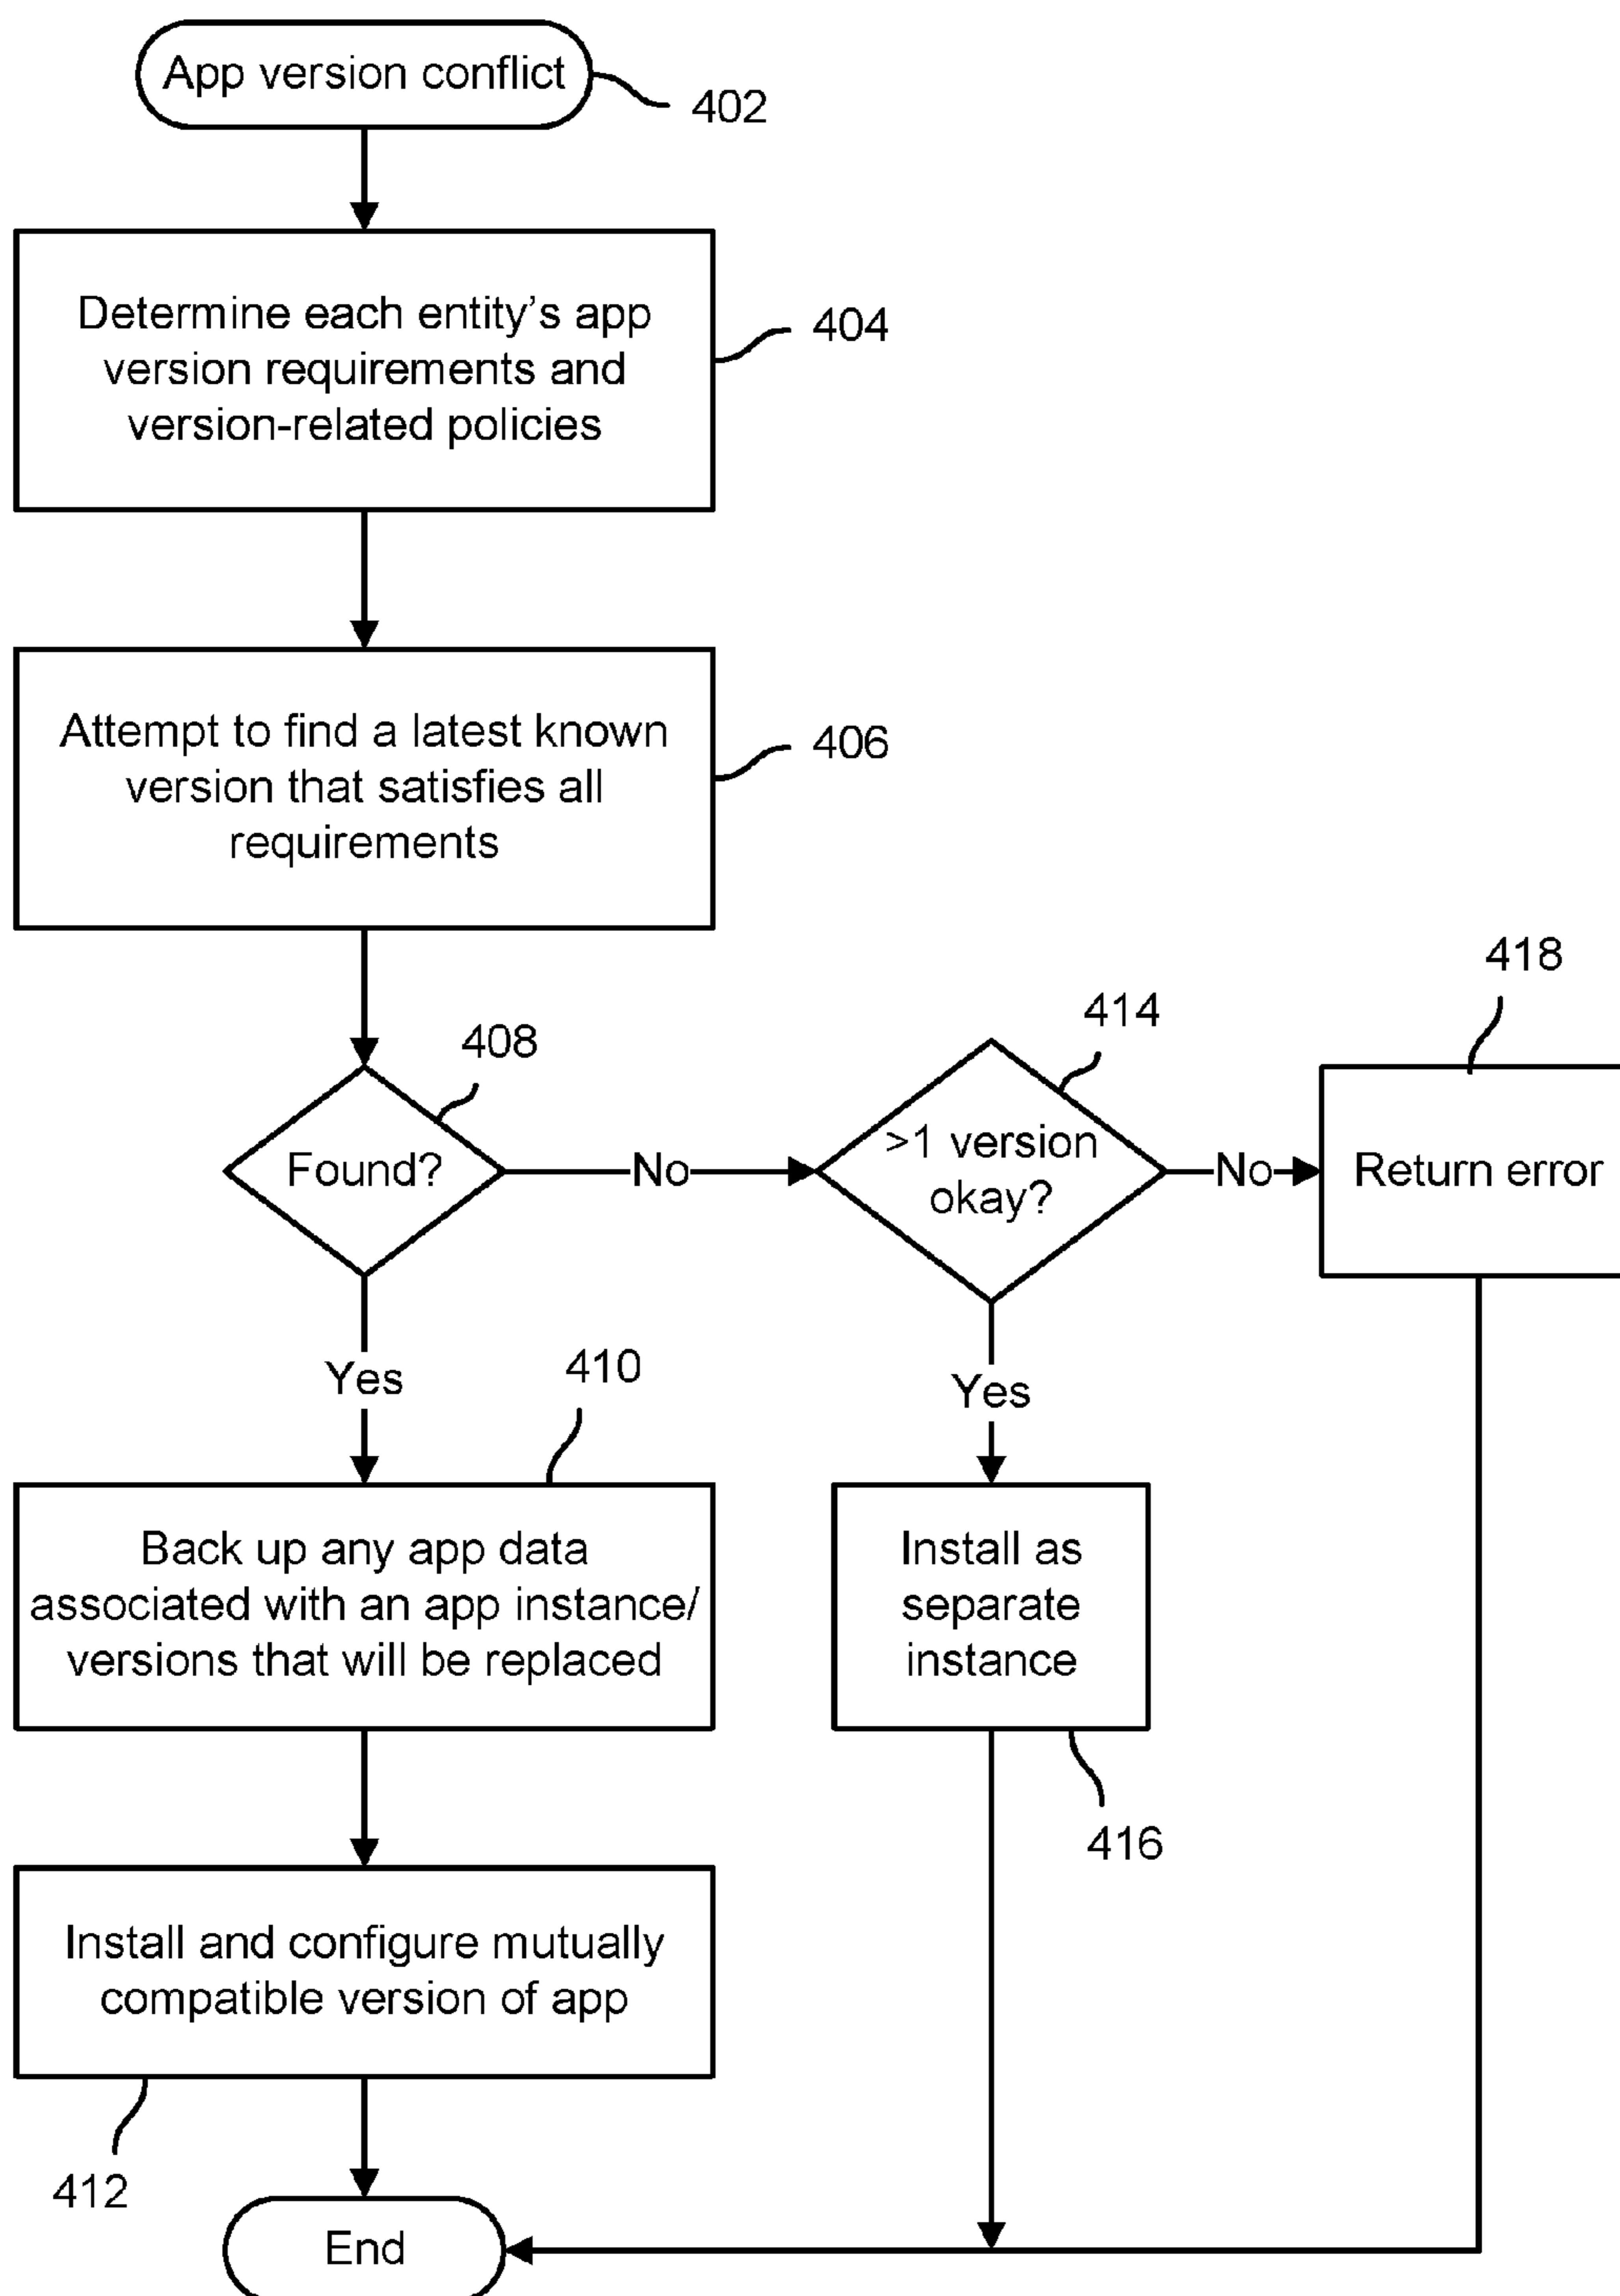 App version conflict
402
Determine each entity's app
version requirements and
version-related policies
404
Attempt to find a latest known
version that satisfies all
requirements
406
408
Found?
No
414
>1 version
okay?
No
418
Return error
Yes
410
Back up any app data
associated with an app instance/
versions that will be replaced
Yes
Install as
separate
instance
416
Install and configure mutually
compatible version of app
412
End